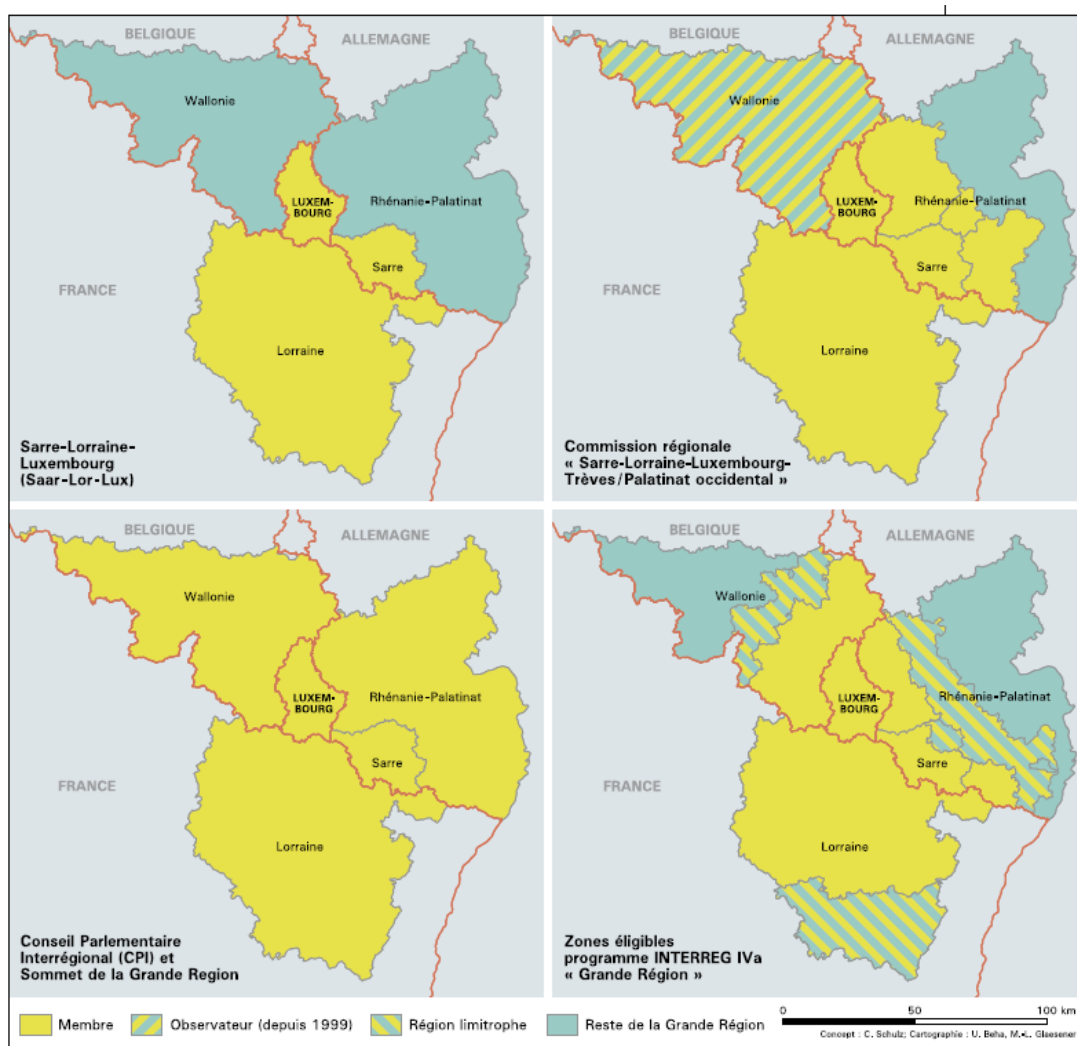 BELGIQUE
ALLEMAGNE
Wallonie
LUXEM-
BOURG
Rhénanie-Palatinat
Sarre
FRANCE
Lorraine
Sarre-Lorraine-
Luxembourg
(Saar-Lor-Lux)
BELGIQUE
ALLEMAGNE
Wallonie
LUXEM-
BOURG
Rhénanie-Palatinat
Sarre
FRANCE
Lorraine
Commission régionale
« Sarre-Lorraine-Luxembourg-
Trèves/Palatinat occidental »
BELGIQUE
ALLEMAGNE
Wallonie
LUXEM-
BOURG
Rhénanie-Palatinat
Sarre
FRANCE
Lorraine
Conseil Parlementaire
Interrégional (CPI) et
Sommet de la Grande Region
BELGIQUE
ALLEMAGNE
Wallonie
LUXEM-
BOURG
Rhénanie-Palatinat
Sarre
FRANCE
Lorraine
Zones éligibles
programme INTERREG IVa
« Grande Région »
Membre
Observateur (depuis 1999)
Région limitrophe
Reste de la Grande Région
0 50 100 km
Concept : C. Schulz; Cartographie : U. Beha, M.-L. Glaesener